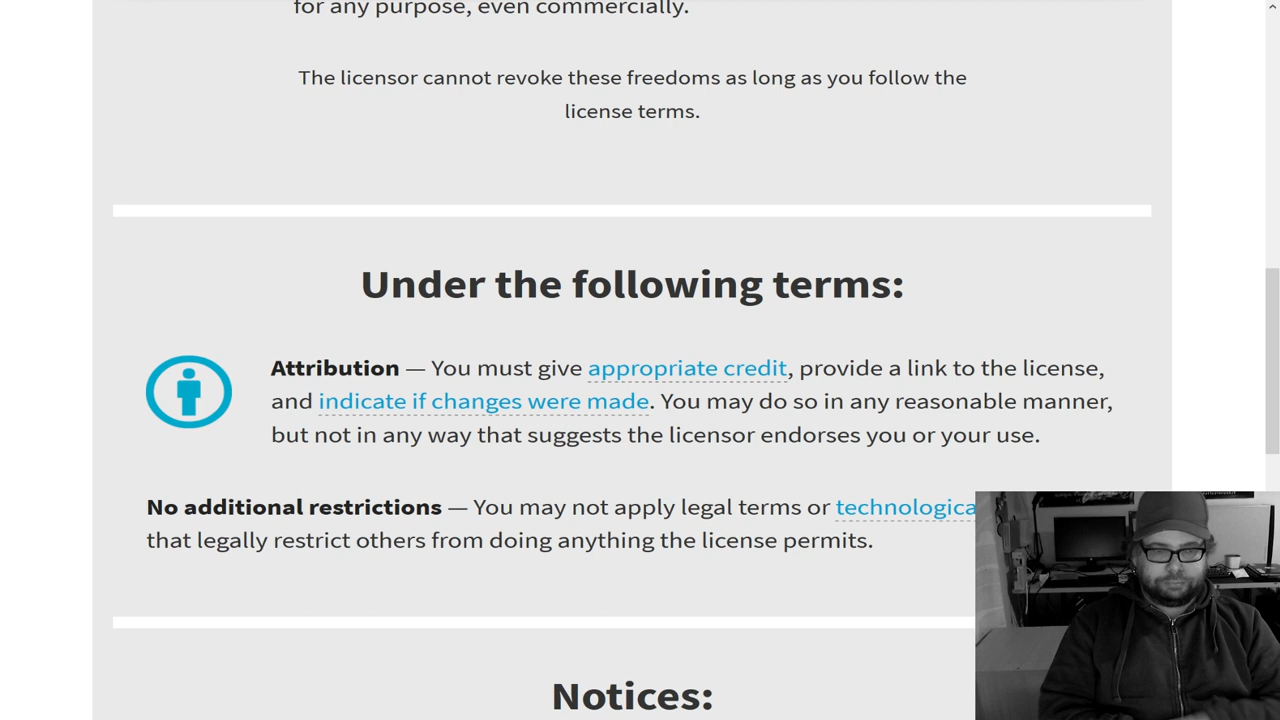 for any purpose, even commercially.
The licensor cannot revoke these freedoms as long as you follow the
license terms.
Under the following terms:
Attribution — You must give appropriate credit, provide a link to the license,
and indicate if changes were made. You may do so in any reasonable manner,
but not in any way that suggests the licensor endorses you or your use.
No additional restrictions — You may not apply legal terms or technologica
that legally restrict others from doing anything the license permits.
Notices: